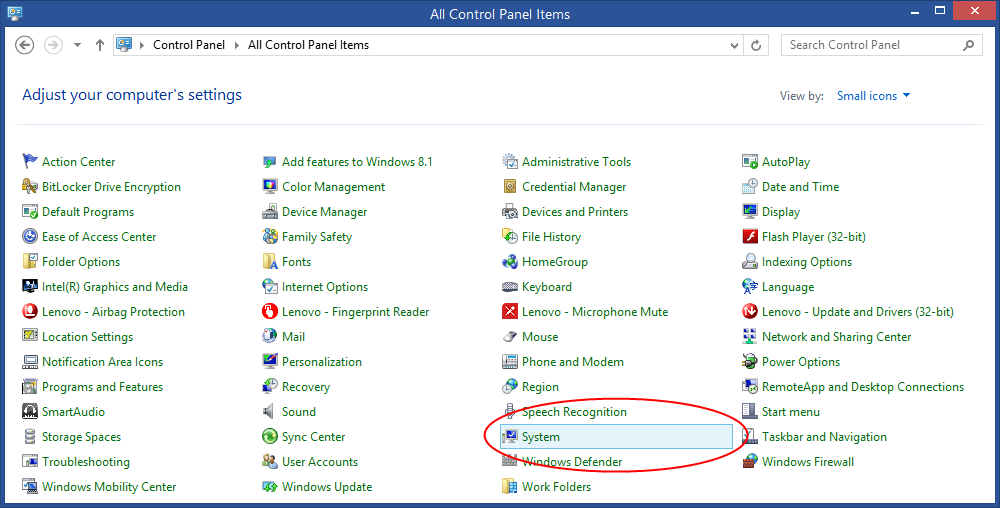 All Control Panel Items
Control Panel All Control Panel Items Search Control Panel
Adjust your computer's settings View by: Small icons
Action Center Add features to Windows 8.1 Administrative Tools AutoPlay
BitLocker Drive Encryption Color Management Credential Manager Date and Time
Default Programs Device Manager Devices and Printers Display
Ease of Access Center Family Safety File History Flash Player (32-bit)
Folder Options Fonts HomeGroup Indexing Options
Intel(R) Graphics and Media Internet Options Keyboard Language
Lenovo - Airbag Protection Lenovo - Fingerprint Reader Lenovo - Microphone Mute Lenovo - Update and Drivers (32-bit)
Location Settings Mail Mouse Network and Sharing Center
Notification Area Icons Personalization Phone and Modem Power Options
Programs and Features Recovery Region RemoteApp and Desktop Connections
SmartAudio Sound Speech Recognition Start menu
Storage Spaces Sync Center System Taskbar and Navigation
Troubleshooting User Accounts Windows Defender Windows Firewall
Windows Mobility Center Windows Update Work Folders